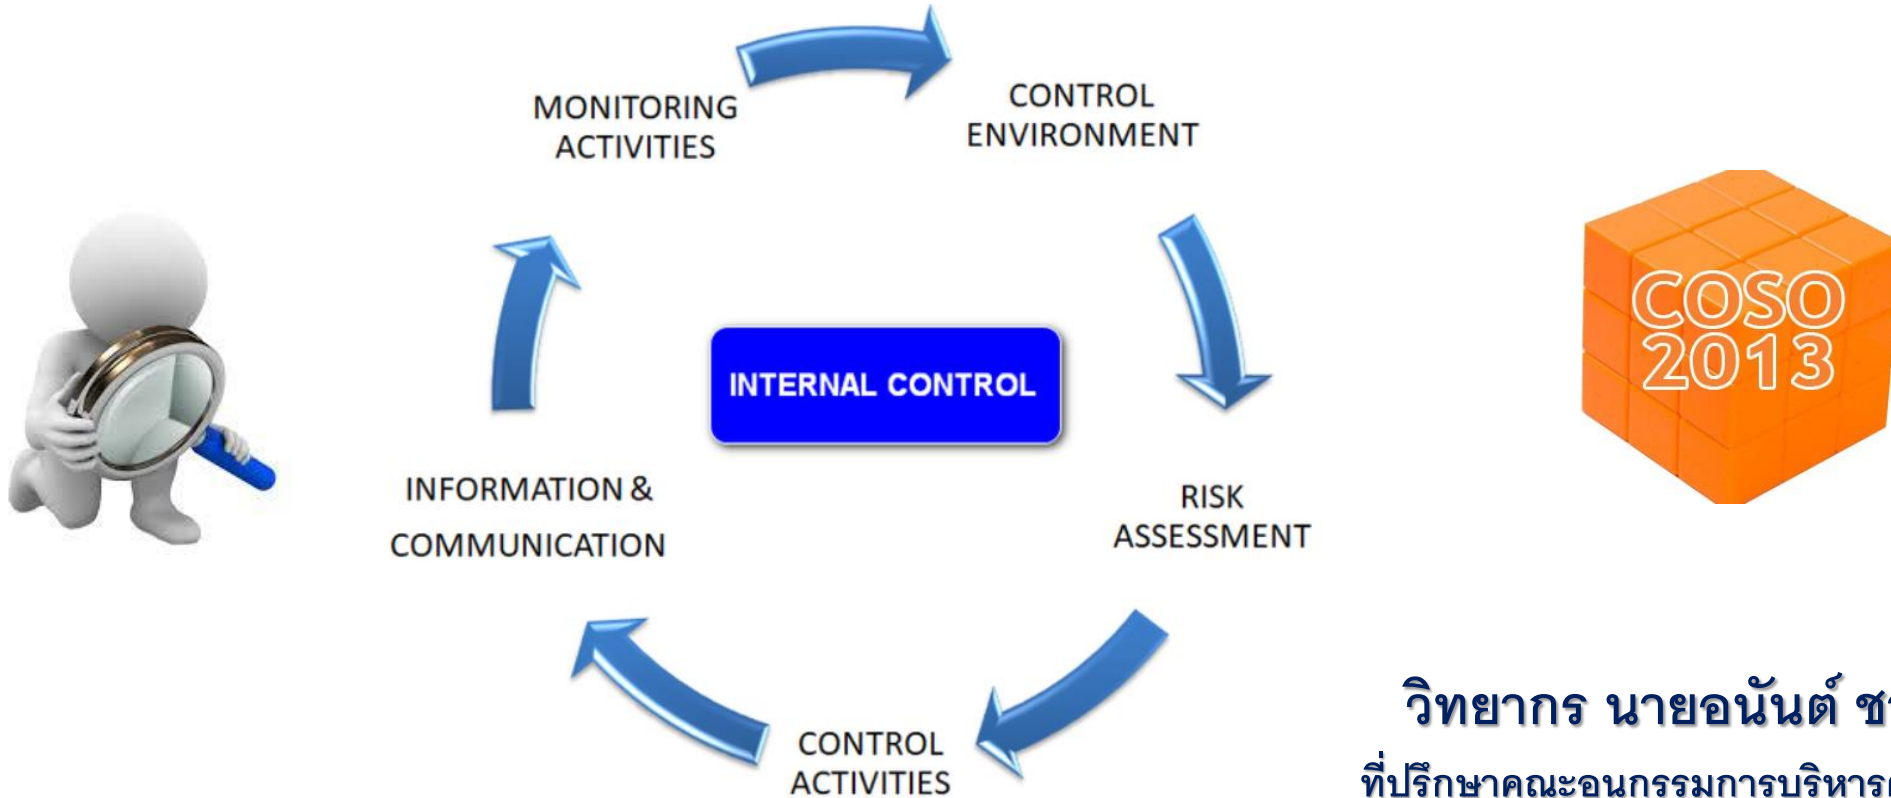 MONITORING
ACTIVITIES
CONTROL
ENVIRONMENT
COSO
2013
INTERNAL CONTROL
INFORMATION &
COMMUNICATION
RISK
ASSESSMENT
CONTROL
ACTIVITIES
วิทยากร นายอนันต์